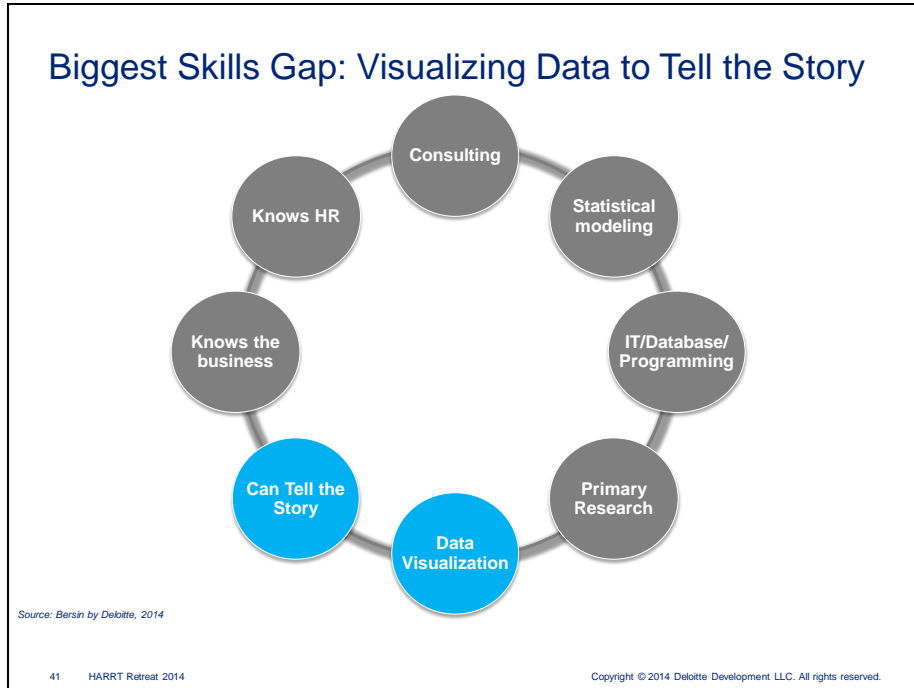 Biggest Skills Gap: Visualizing Data to Tell the Story
Consulting
Statistical
modeling
IT/Database/
Programming
Primary
Research
Data
Visualization
Can Tell the
Story
Knows the
business
Knows HR
Source: Bersin by Deloitte, 2014
41 HARRT Retreat 2014
Copyright © 2014 Deloitte Development LLC. All rights reserved.